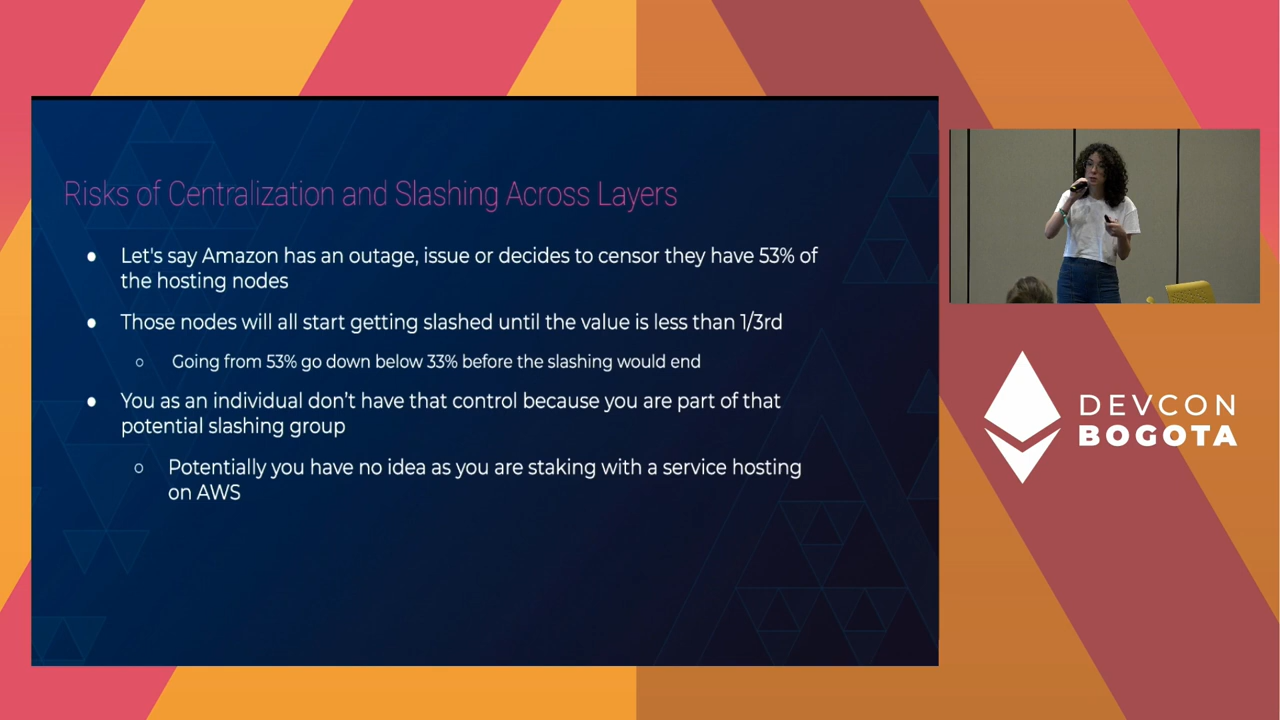 Risks of Centralization and Slashing Across Layers
● Let's say Amazon has an outage, issue or decides to censor they have 53% of
the hosting nodes
● Those nodes will all start getting slashed until the value is less than 1/3rd
○ Going from 53% go down below 33% before the slashing would end
● You as an individual don't have that control because you are part of that
potential slashing group
○ Potentially you have no idea as you are staking with a service hosting
on AWS
DEVCON
BOGOTA